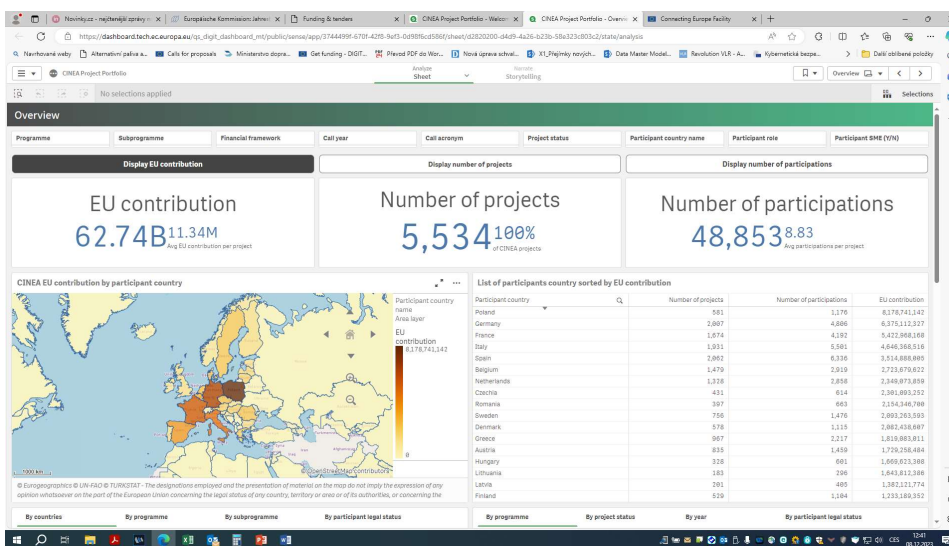 Novinky.cz - nejčtenější zprávy n
Europäische Kommission: Jahres
Funding & tenders
CINEA Project Portfolio - Welcom
CINEA Project Portfolio - Overvie
Connecting Europe Facility
https://dashboard.tech.ec.europa.eu/qs_digit_dashboard_mt/public/sense/app/3744499f-670f-42f8-9ef3-0d98f6cd586f/sheet/d2820200-d4d9-4a26-b23b-58e323c803c2/state/analysis
Navrhované weby
Alternativní paliva a...
Calls for proposals
Ministerstvo dopra...
Get funding - DIGIT...
Převod PDF do Wor...
Nová úprava schval...
X1_Přejímky nových...
Data Master Model...
Revolution VLR - A...
Kybernetická bezpe...
Další oblíbené položky
CINEA Project Portfolio
Analyze
Sheet
Narrate
Storytelling
Overview
No selections applied
Selections
Overview
Programme
Subprogramme
Financial framework
Call year
Call acronym
Project status
Participant country name
Participant role
Participant SME (Y/N)
Display EU contribution
Display number of projects
Display number of participations
EU contribution
62.74B 11.34M
Avg EU contribution per project
Number of projects
5,534 100%
of CINEA projects
Number of participations
48,853 8.83
Avg participations per project
CINEA EU contribution by participant country
Participant country name
Area layer
EU contribution
8,178,741,142
0
1000 km
© OpenStreetMap contributors
© Eurogeographics © UN-FAO © TURKSTAT - The designations employed and the presentation of material on the map do not imply the expression of any
opinion whatsoever on the part of the European Union concerning the legal status of any country, territory or area or of its authorities, or concerning the
By countries
By programme
By subprogramme
By participant legal status
List of participants country sorted by EU contribution
Participant country Number of projects Number of participations EU contribution
Poland 581 1,176 8,178,741,142
Germany 2,007 4,806 6,375,112,327
France 1,674 4,192 5,422,968,160
Italy 1,931 5,501 4,646,368,516
Spain 2,062 6,336 3,514,888,005
Belgium 1,479 2,919 2,723,679,622
Netherlands 1,328 2,858 2,349,073,859
Czechia 431 614 2,301,093,252
Romania 397 663 2,154,346,700
Sweden 756 1,476 2,093,263,593
Denmark 578 1,115 2,082,438,607
Greece 967 2,217 1,819,083,811
Austria 835 1,459 1,729,258,484
Hungary 328 601 1,669,623,308
Lithuania 183 296 1,643,812,386
Latvia 201 405 1,382,121,774
Finland 529 1,104 1,233,169,352
By programme
By project status
By year
By participant legal status
CES
12:41
08.12.2023